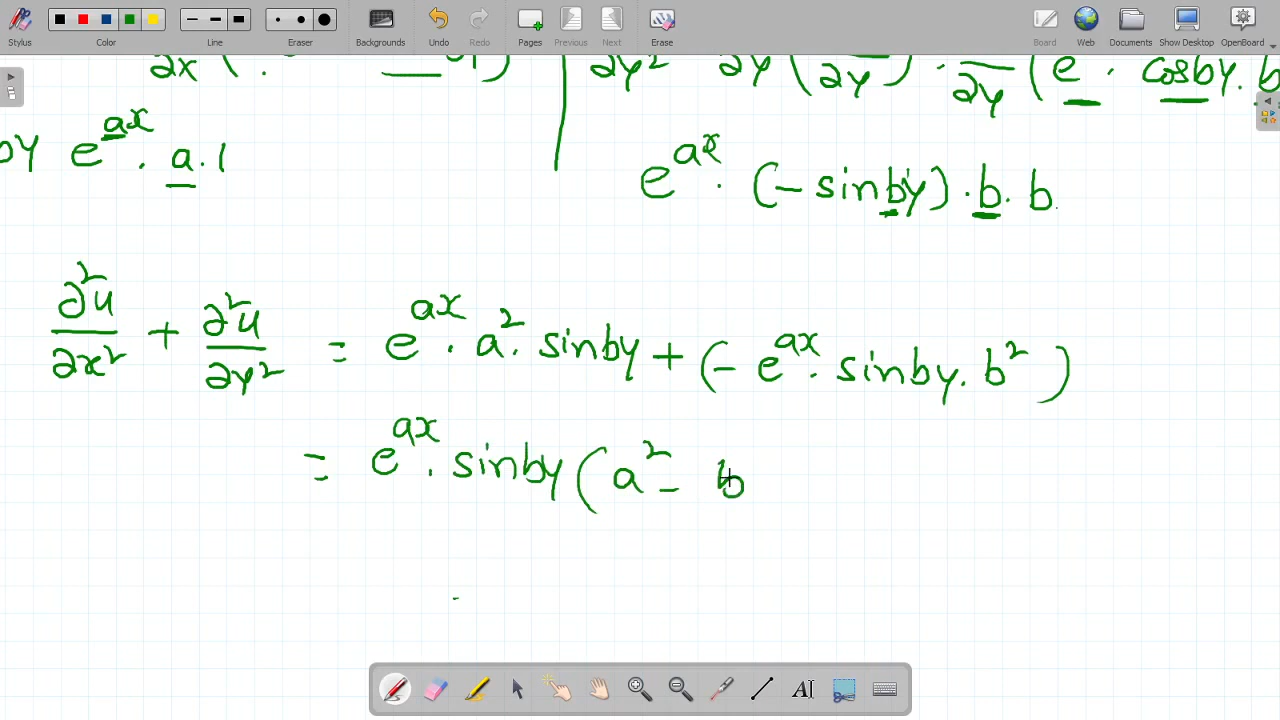 Stylus Color Line Eraser Backgrounds Undo Redo Pages Previous Next Erase Board Web Documents Show Desktop OpenBoard
∂x ( ) | ∂y² ∂y ( ∂y ) . ∂y ( e . cosby . b
by e^ax . a . 1
e^ax . (- sinby) . b . b
∂²u/∂x² + ∂²u/∂y² = e^ax . a² . sinby + (- e^ax . sinby . b²)
= e^ax . sinby (a² - b